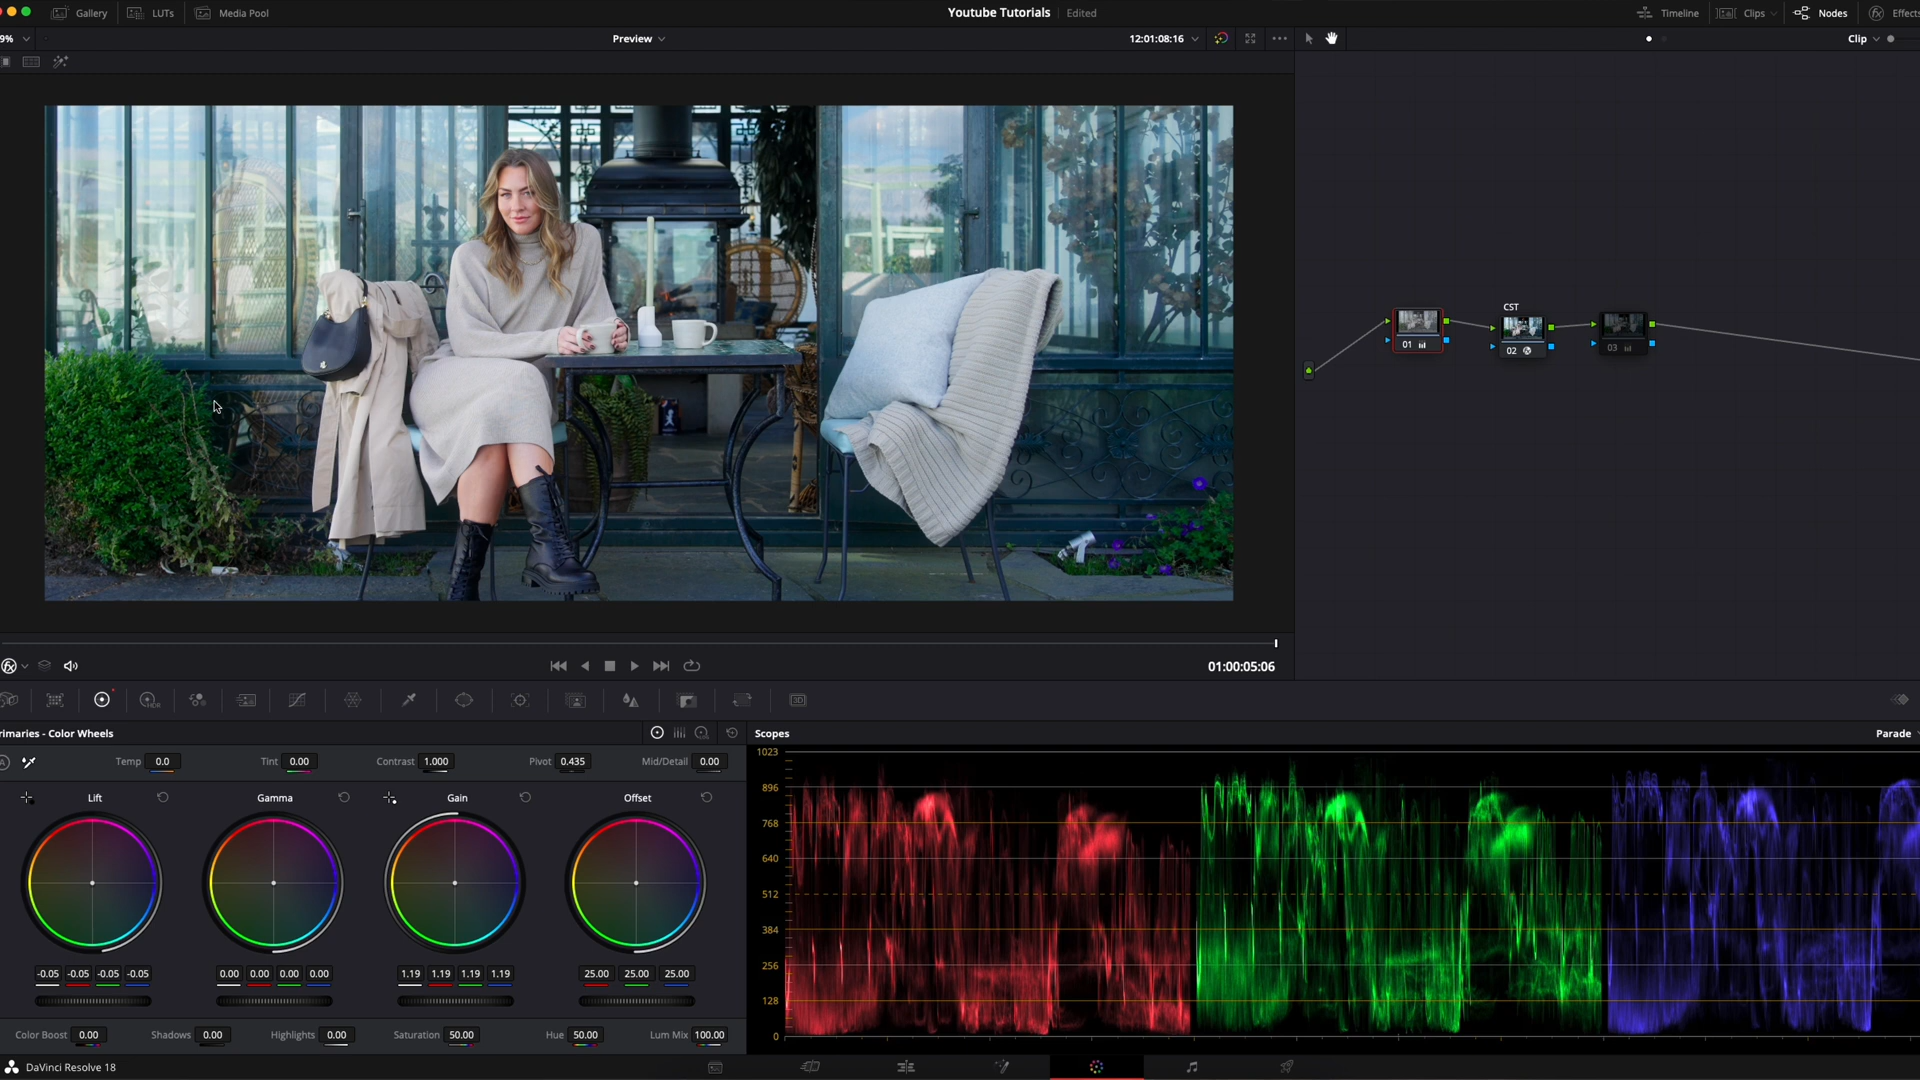 Gallery LUTs Media Pool Youtube Tutorials Edited Timeline Clips Nodes Effects
9% Preview 12:01:08:16 Clip
CST
01 02 03
01:00:05:06
HDR 3D
rimaries - Color Wheels Scopes Parade
A Temp 0.0 Tint 0.00 Contrast 1.000 Pivot 0.435 Mid/Detail 0.00
Lift Gamma Gain Offset
-0.05 -0.05 -0.05 -0.05 0.00 0.00 0.00 0.00 1.19 1.19 1.19 1.19 25.00 25.00 25.00
Color Boost 0.00 Shadows 0.00 Highlights 0.00 Saturation 50.00 Hue 50.00 Lum Mix 100.00
1023
896
768
640
512
384
256
128
0
DaVinci Resolve 18